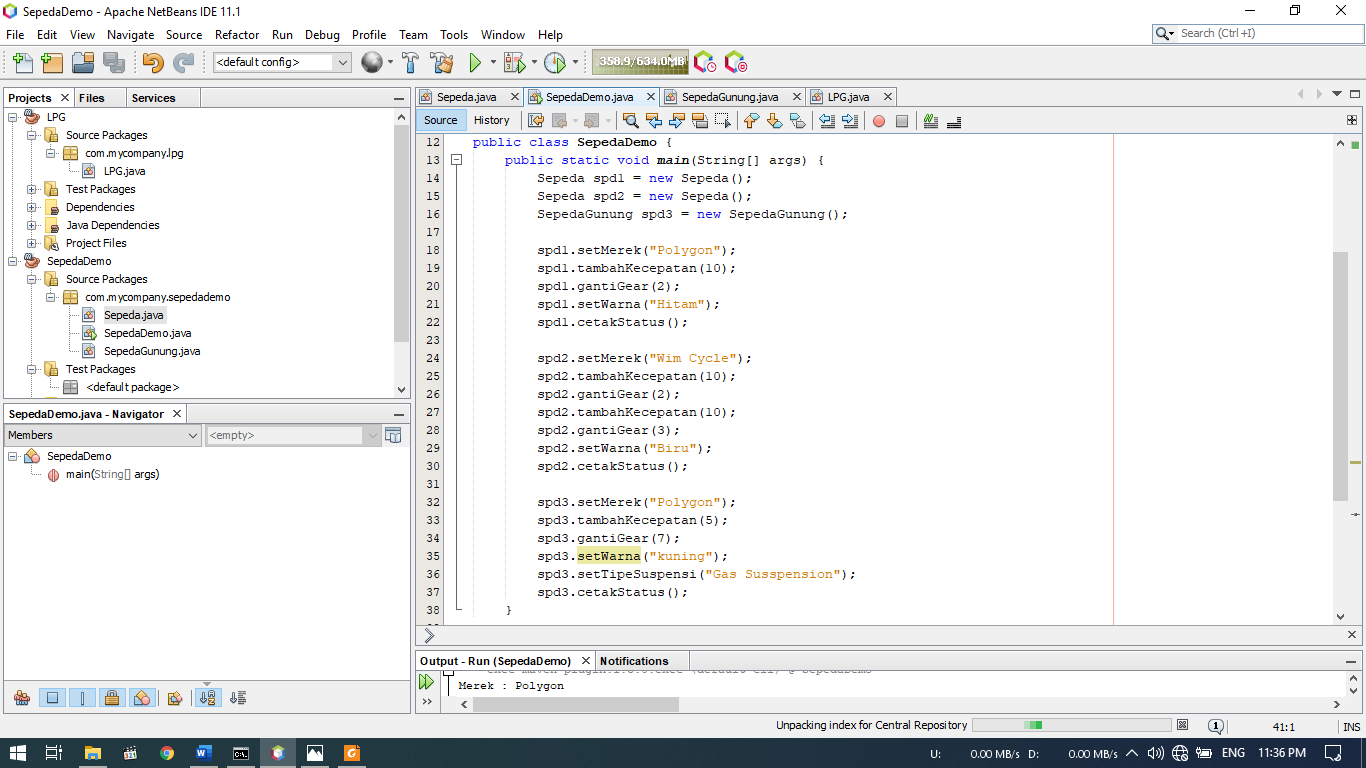 SepedaDemo - Apache NetBeans IDE 11.1
File Edit View Navigate Source Refactor Run Debug Profile Team Tools Window Help
Search (Ctrl+I)
<default config>
358.9/634.0MB
Projects Files Services
LPG
Source Packages
com.mycompany.lpg
LPG.java
Test Packages
Dependencies
Java Dependencies
Project Files
SepedaDemo
Source Packages
com.mycompany.sepedademo
Sepeda.java
SepedaDemo.java
SepedaGunung.java
Test Packages
<default package>
SepedaDemo.java - Navigator
Members <empty>
SepedaDemo
main(String[] args)
Sepeda.java SepedaDemo.java SepedaGunung.java LPG.java
Source History
12 public class SepedaDemo {
13 public static void main(String[] args) {
14 Sepeda spd1 = new Sepeda();
15 Sepeda spd2 = new Sepeda();
16 SepedaGunung spd3 = new SepedaGunung();
17
18 spd1.setMerek("Polygon");
19 spd1.tambahKecepatan(10);
20 spd1.gantiGear(2);
21 spd1.setWarna("Hitam");
22 spd1.cetakStatus();
23
24 spd2.setMerek("Wim Cycle");
25 spd2.tambahKecepatan(10);
26 spd2.gantiGear(2);
27 spd2.tambahKecepatan(10);
28 spd2.gantiGear(3);
29 spd2.setWarna("Biru");
30 spd2.cetakStatus();
31
32 spd3.setMerek("Polygon");
33 spd3.tambahKecepatan(5);
34 spd3.gantiGear(7);
35 spd3.setWarna("kuning");
36 spd3.setTipeSuspensi("Gas Susspension");
37 spd3.cetakStatus();
38 }
Output - Run (SepedaDemo) Notifications
Merek : Polygon
Unpacking index for Central Repository
1
41:1 INS
U: 0.00 MB/s D: 0.00 MB/s ENG 11:36 PM